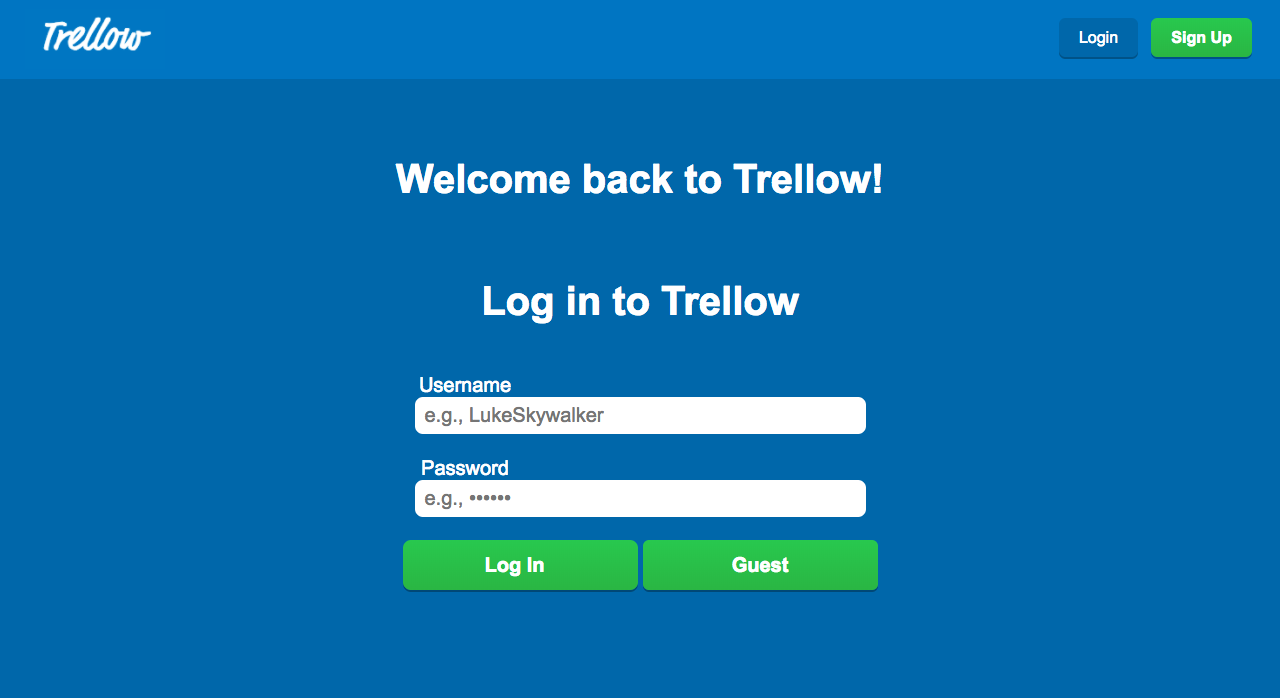 Trellow
Login
Sign Up
Welcome back to Trellow!
Log in to Trellow
Username
e.g., LukeSkywalker
Password
e.g., ••••••
Log In
Guest